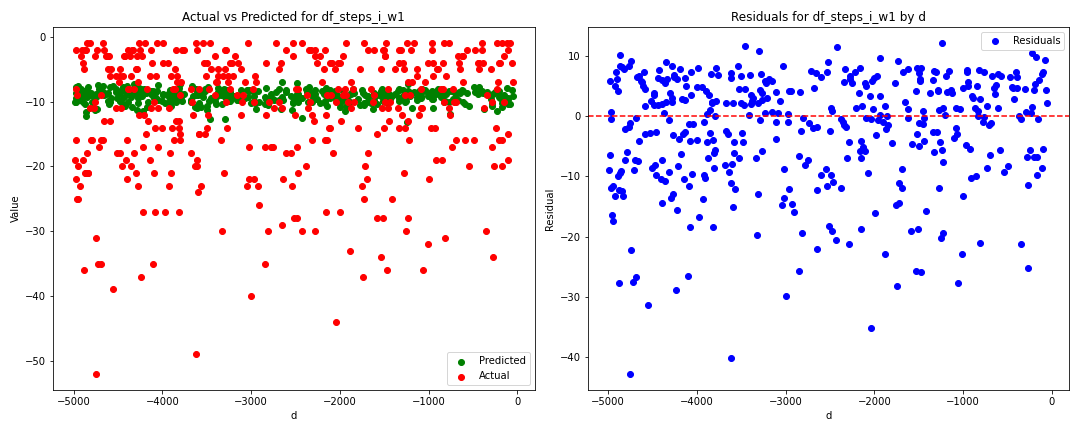 Actual vs Predicted for df_steps_i_w1
0
−10
−20
−30
−40
−50
Value
−5000
−4000
−3000
−2000
−1000
0
d
Predicted
Actual
Residuals for df_steps_i_w1 by d
10
0
−10
−20
−30
−40
Residual
−5000
−4000
−3000
−2000
−1000
0
d
Residuals